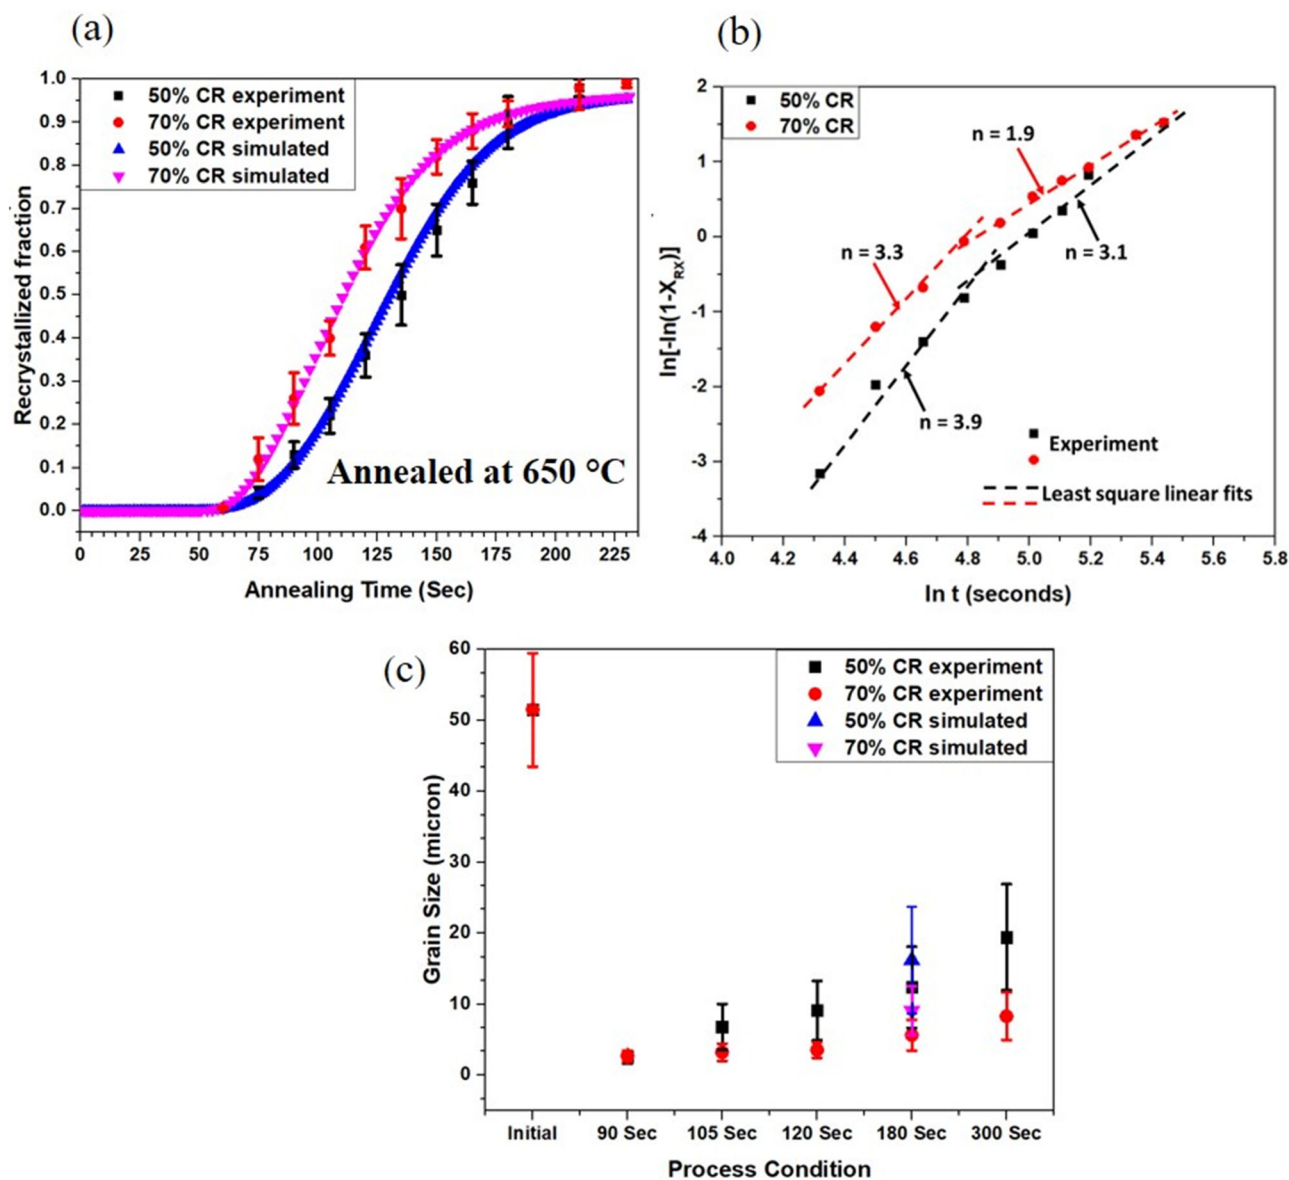 (a)
1.0
0.9
0.8
0.7
0.6
0.5
0.4
0.3
0.2
0.1
0.0
Recrystallized fraction
50% CR experiment
70% CR experiment
50% CR simulated
70% CR simulated
Annealed at 650 °C
0 25 50 75 100 125 150 175 200 225
Annealing Time (Sec)
(b)
2
1
0
-1
-2
-3
-4
ln[-ln(1-XRX)]
50% CR
70% CR
n = 1.9
n = 3.3
n = 3.1
n = 3.9
Experiment
Least square linear fits
4.0 4.2 4.4 4.6 4.8 5.0 5.2 5.4 5.6 5.8
ln t (seconds)
(c)
60
50
40
30
20
10
0
Grain Size (micron)
50% CR experiment
70% CR experiment
50% CR simulated
70% CR simulated
Initial 90 Sec 105 Sec 120 Sec 180 Sec 300 Sec
Process Condition